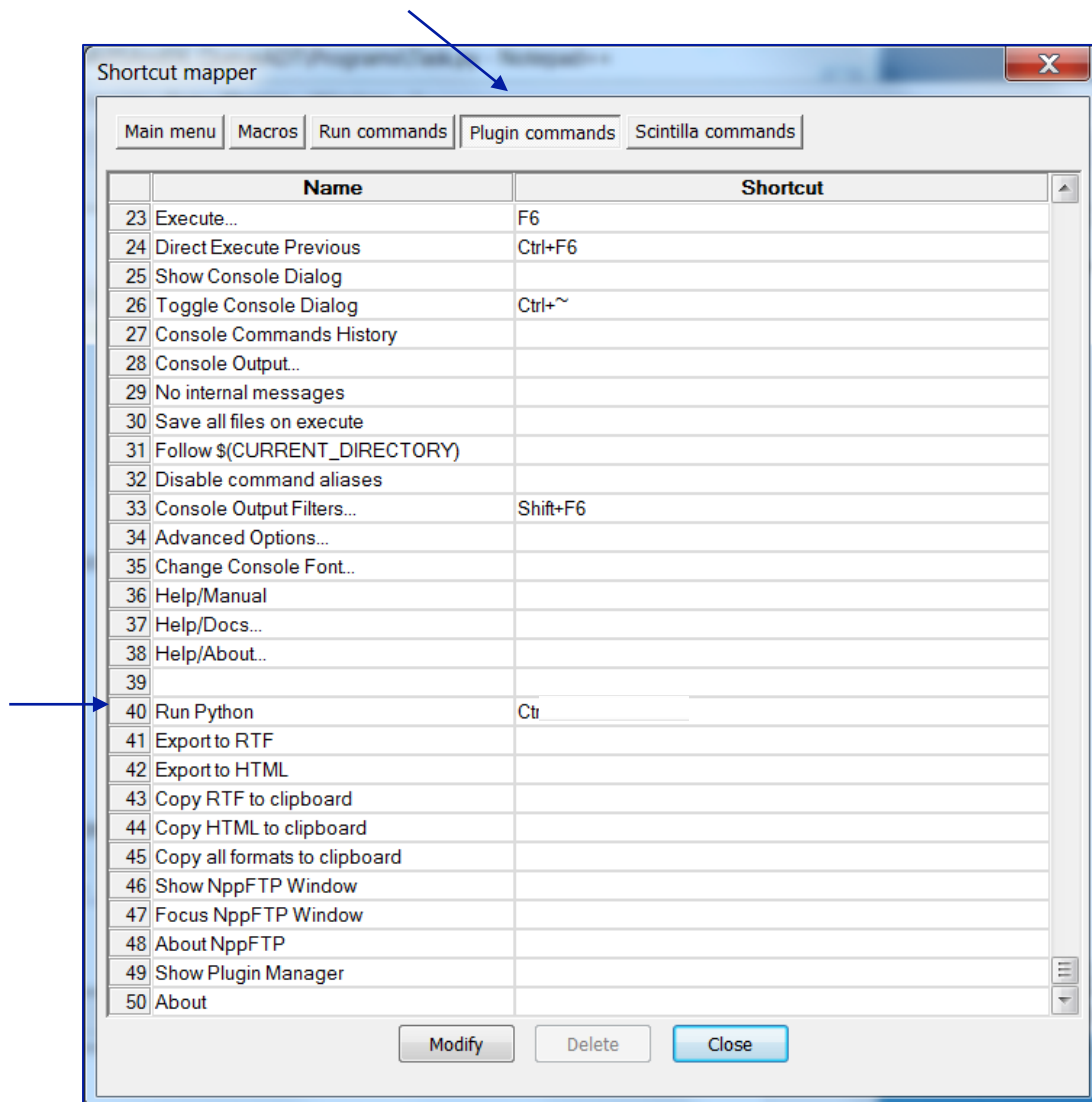 Shortcut mapper
Main menu Macros Run commands Plugin commands Scintilla commands
Name Shortcut
23 Execute... F6
24 Direct Execute Previous Ctrl+F6
25 Show Console Dialog
26 Toggle Console Dialog Ctrl+~
27 Console Commands History
28 Console Output...
29 No internal messages
30 Save all files on execute
31 Follow $(CURRENT_DIRECTORY)
32 Disable command aliases
33 Console Output Filters... Shift+F6
34 Advanced Options...
35 Change Console Font...
36 Help/Manual
37 Help/Docs...
38 Help/About...
39
40 Run Python Ctr
41 Export to RTF
42 Export to HTML
43 Copy RTF to clipboard
44 Copy HTML to clipboard
45 Copy all formats to clipboard
46 Show NppFTP Window
47 Focus NppFTP Window
48 About NppFTP
49 Show Plugin Manager
50 About
Modify Delete Close